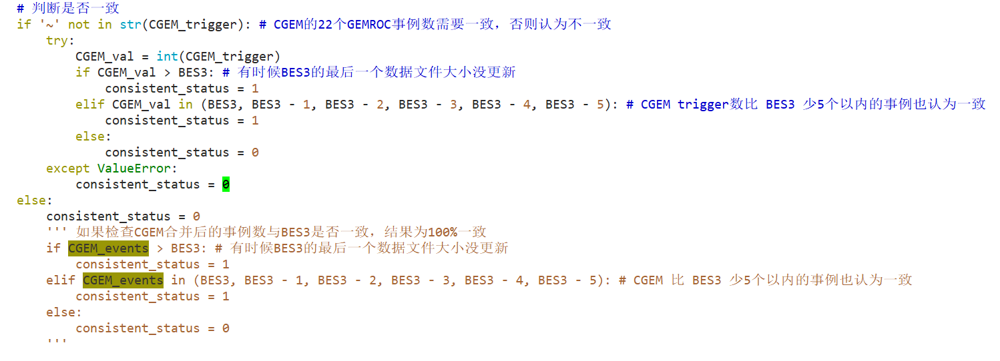 # 判断是否一致
if '~' not in str(CGEM_trigger): # CGEM的22个GEMROC事例数需要一致，否则认为不一致
    try:
        CGEM_val = int(CGEM_trigger)
        if CGEM_val > BES3: # 有时候BES3的最后一个数据文件大小没更新
            consistent_status = 1
        elif CGEM_val in (BES3, BES3 - 1, BES3 - 2, BES3 - 3, BES3 - 4, BES3 - 5): # CGEM trigger数比 BES3 少5个以内的事例也认为一致
            consistent_status = 1
        else:
            consistent_status = 0
    except ValueError:
        consistent_status = 0
else:
    consistent_status = 0
    ''' 如果检查CGEM合并后的事例数与BES3是否一致，结果为100%一致
    if CGEM_events > BES3: # 有时候BES3的最后一个数据文件大小没更新
        consistent_status = 1
    elif CGEM_events in (BES3, BES3 - 1, BES3 - 2, BES3 - 3, BES3 - 4, BES3 - 5): # CGEM 比 BES3 少5个以内的事例也认为一致
        consistent_status = 1
    else:
        consistent_status = 0
    '''